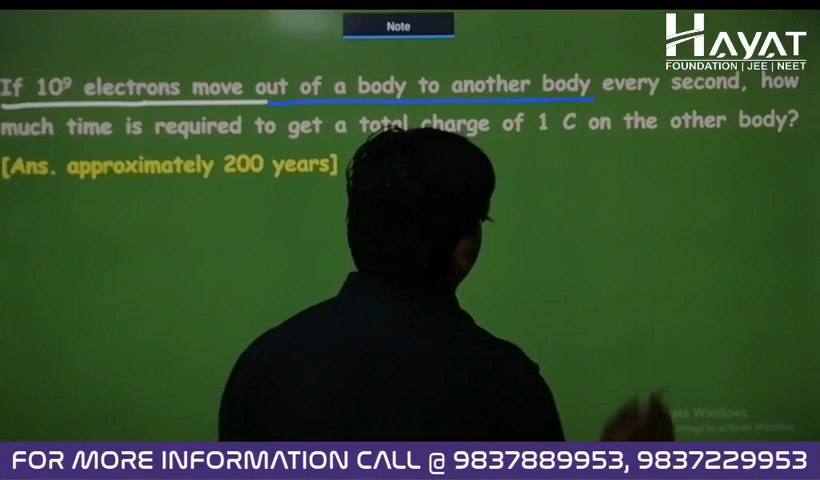 Note
HAYAT
FOUNDATION | JEE | NEET
If 10⁹ electrons move out of a body to another body every second, how
much time is required to get a total charge of 1 C on the other body?
[Ans. approximately 200 years]
ate Windows
FOR MORE INFORMATION CALL @ 9837889953, 9837229953